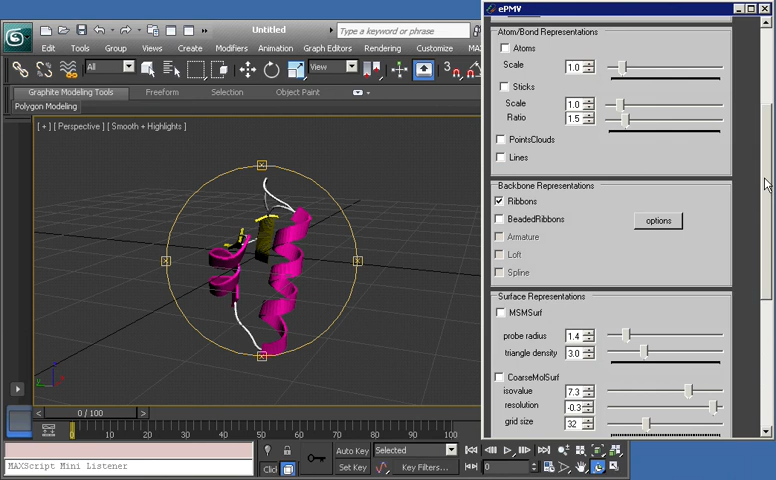 Untitled
Type a keyword or phrase
ePMV
Edit Tools Group Views Create Modifiers Animation Graph Editors Rendering Customize
All
View
3
Graphite Modeling Tools Freeform Selection Object Paint
Polygon Modeling
[ + ] [ Perspective ] [ Smooth + Highlights ]
y
x
0 / 100
0 10 20 30 40 50 60 70 80 90 100
Auto Key Selected
Set Key Key Filters...
0
MAXScript Mini Listener
Click
Atom/Bond Representations
Atoms
Scale 1.0
Sticks
Scale 1.0
Ratio 1.5
PointsClouds
Lines
Backbone Representations
Ribbons
BeadedRibbons options
Armature
Loft
Spline
Surface Representations
MSMSurf
probe radius 1.4
triangle density 3.0
CoarseMolSurf
isovalue 7.3
resolution -0.3
grid size 32